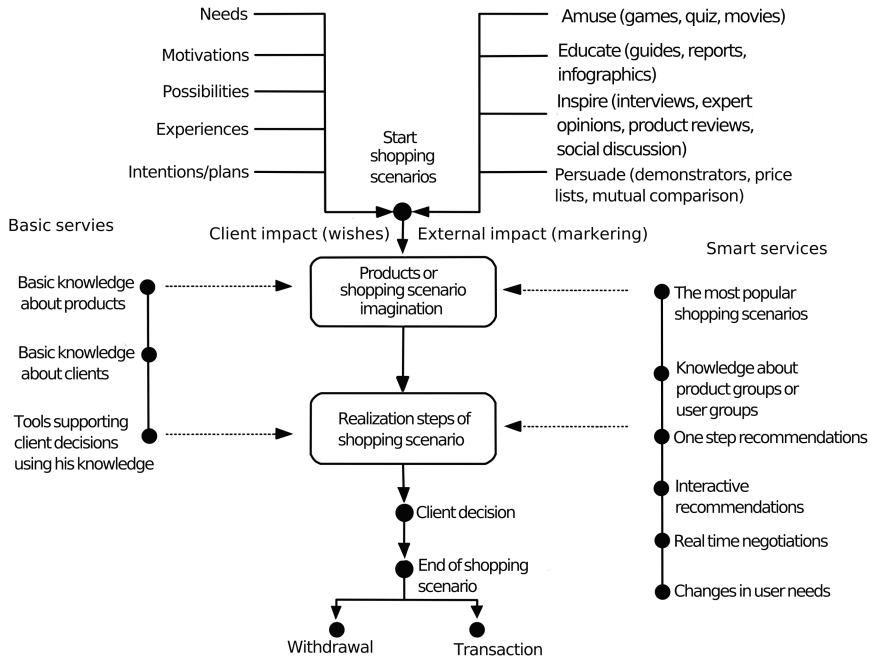 Needs
Motivations
Possibilities
Experiences
Intentions/plans
Amuse (games, quiz, movies)
Educate (guides, reports,
infographics)
Inspire (interviews, expert
opinions, product reviews,
social discussion)
Persuade (demonstrators, price
lists, mutual comparison)
Start
shopping
scenarios
Client impact (wishes)
External impact (markering)
Basic servies
Basic knowledge
about products
Basic knowledge
about clients
Tools supporting
client decisions
using his knowledge
Products or
shopping scenario
imagination
Realization steps of
shopping scenario
Client decision
End of shopping
scenario
Withdrawal
Transaction
Smart services
The most popular
shopping scenarios
Knowledge about
product groups or
user groups
One step recommendations
Interactive
recommendations
Real time negotiations
Changes in user needs